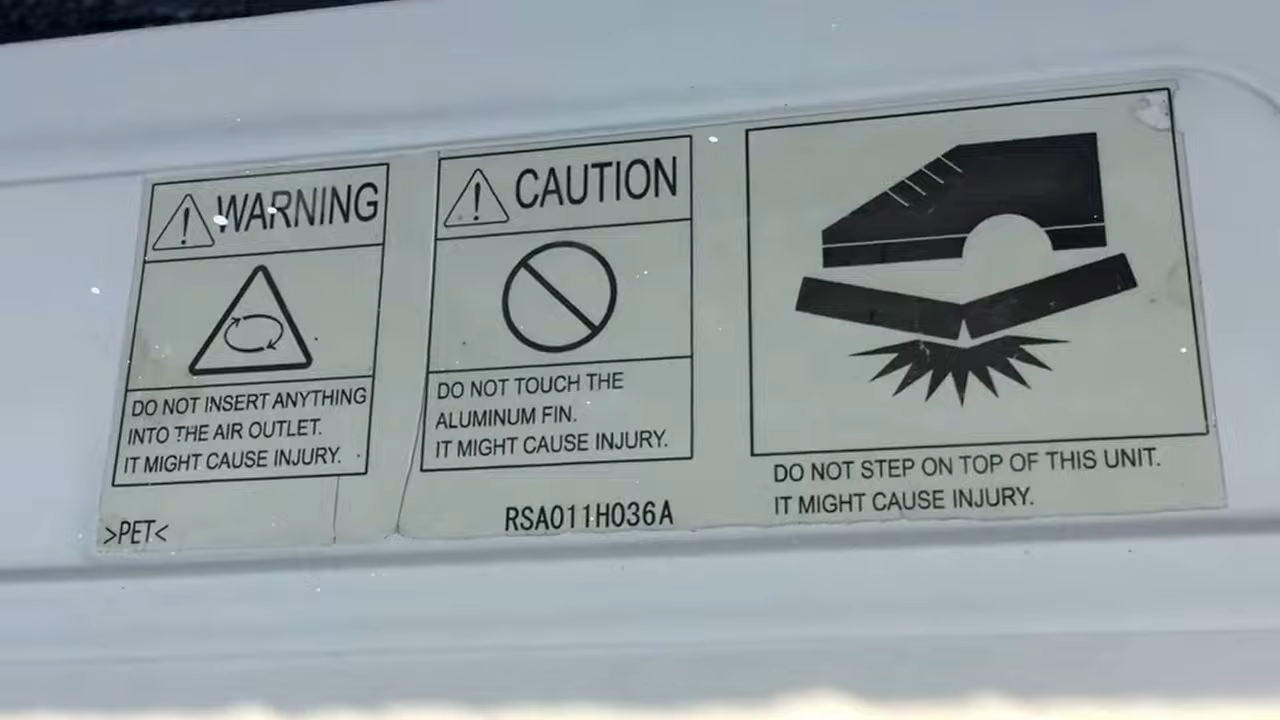 WARNING
DO NOT INSERT ANYTHING
INTO THE AIR OUTLET.
IT MIGHT CAUSE INJURY.
>PET<
CAUTION
DO NOT TOUCH THE
ALUMINUM FIN.
IT MIGHT CAUSE INJURY.
RSA011H036A
DO NOT STEP ON TOP OF THIS UNIT.
IT MIGHT CAUSE INJURY.